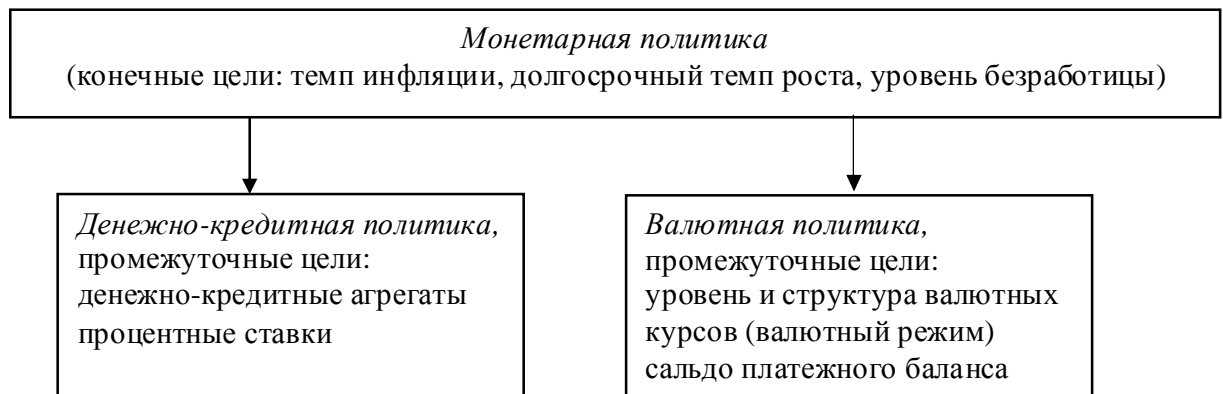 Монетарная политика
(конечные цели: темп инфляции, долгосрочный темп роста, уровень безработицы)
Денежно-кредитная политика,
промежуточные цели:
денежно-кредитные агрегаты
процентные ставки
Валютная политика,
промежуточные цели:
уровень и структура валютных
курсов (валютный режим)
сальдо платежного баланса